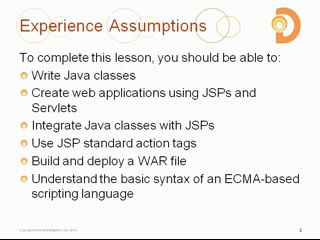 Experience Assumptions
To complete this lesson, you should be able to:
Write Java classes
Create web applications using JSPs and
Servlets
Integrate Java classes with JSPs
Use JSP standard action tags
Build and deploy a WAR file
Understand the basic syntax of an ECMA-based
scripting language
3